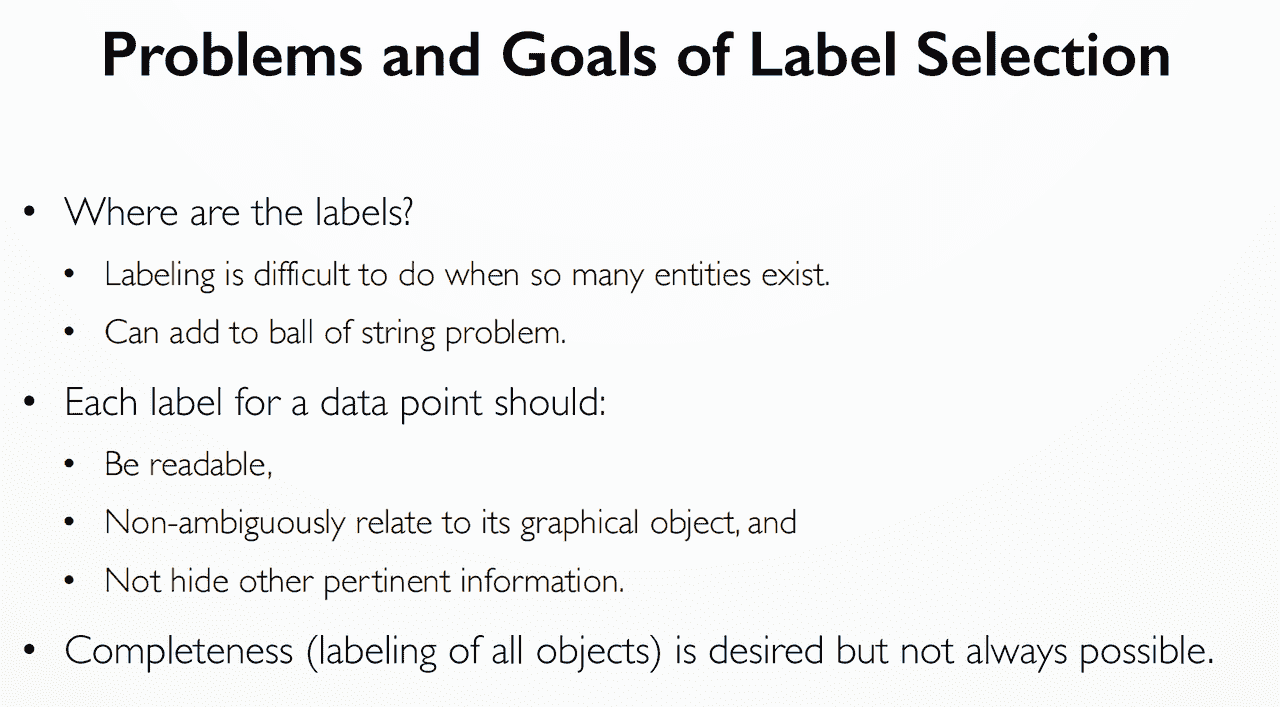 Problems and Goals of Label Selection
• Where are the labels?
• Labeling is difficult to do when so many entities exist.
• Can add to ball of string problem.
• Each label for a data point should:
• Be readable,
• Non-ambiguously relate to its graphical object, and
• Not hide other pertinent information.
• Completeness (labeling of all objects) is desired but not always possible.